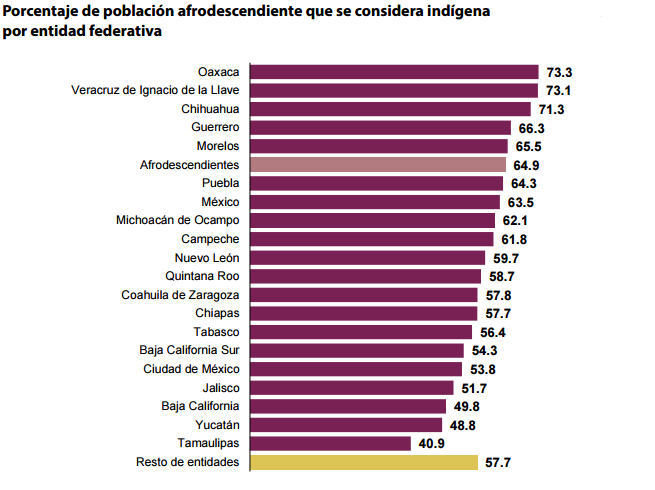 Porcentaje de población afrodescendiente que se considera indígena
por entidad federativa
Oaxaca 73.3
Veracruz de Ignacio de la Llave 73.1
Chihuahua 71.3
Guerrero 66.3
Morelos 65.5
Afrodescendientes 64.9
Puebla 64.3
México 63.5
Michoacán de Ocampo 62.1
Campeche 61.8
Nuevo León 59.7
Quintana Roo 58.7
Coahuila de Zaragoza 57.8
Chiapas 57.7
Tabasco 56.4
Baja California Sur 54.3
Ciudad de México 53.8
Jalisco 51.7
Baja California 49.8
Yucatán 48.8
Tamaulipas 40.9
Resto de entidades 57.7